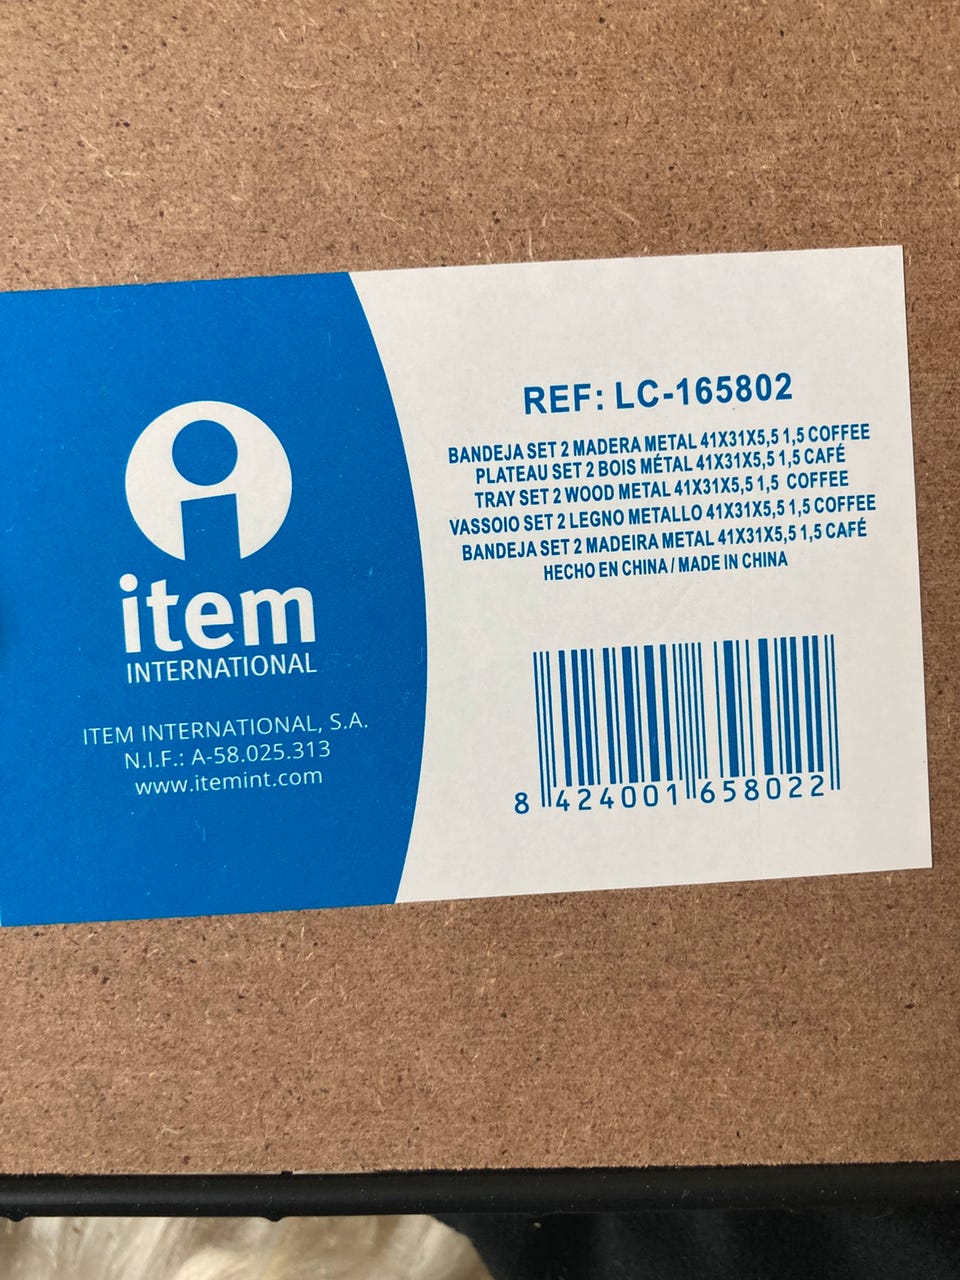 item
INTERNATIONAL
ITEM INTERNATIONAL, S.A.
N.I.F.: A-58.025.313
www.itemint.com
REF: LC-165802
BANDEJA SET 2 MADERA METAL 41X31X5,5 1,5 COFFEE
PLATEAU SET 2 BOIS MÉTAL 41X31X5,5 1,5 CAFÉ
TRAY SET 2 WOOD METAL 41X31X5,5 1,5 COFFEE
VASSOIO SET 2 LEGNO METALLO 41X31X5,5 1,5 COFFEE
BANDEJA SET 2 MADEIRA METAL 41X31X5,5 1,5 CAFÉ
HECHO EN CHINA / MADE IN CHINA
8 424001 658022